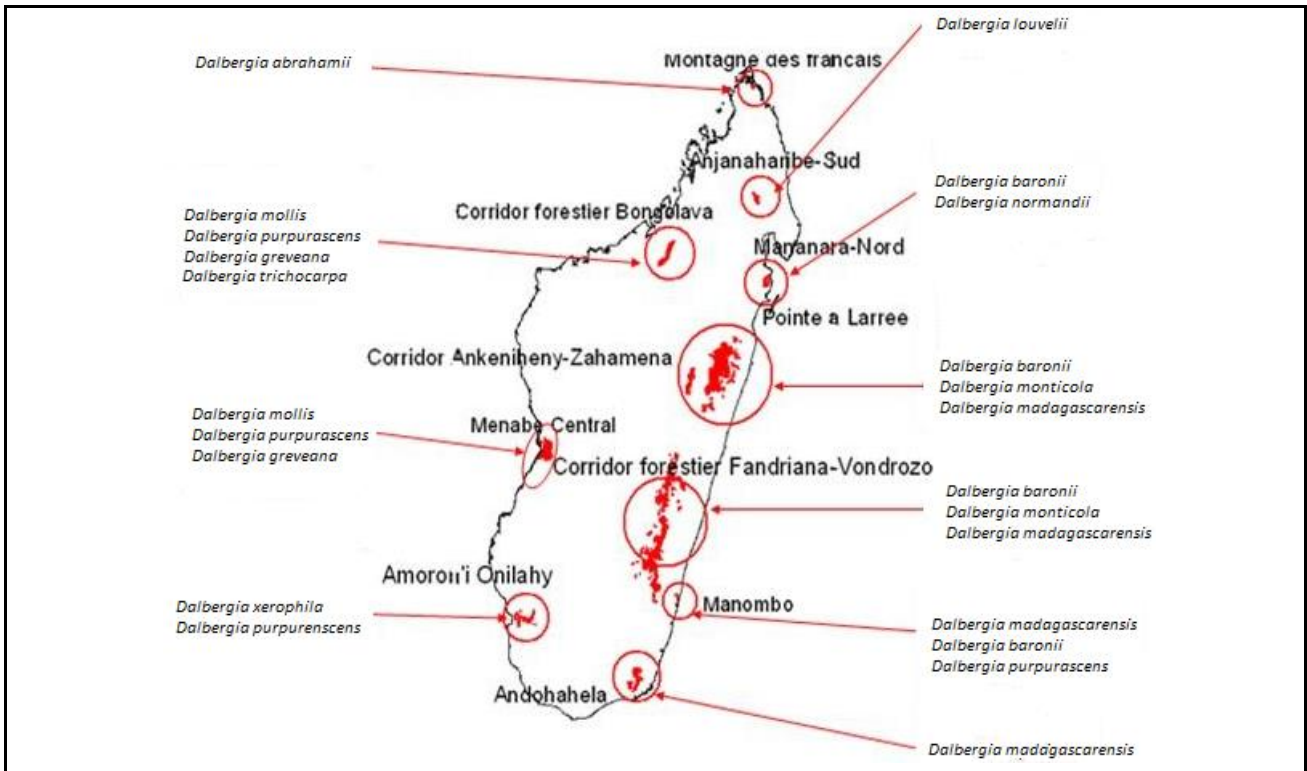 Dalbergia louvelii
Montagne des francais
Dalbergia abrahamii
Anjanaharibe-Sud
Dalbergia baronii
Dalbergia normandii
Corridor forestier Bongolava
Dalbergia mollis
Dalbergia purpurascens
Dalbergia greveana
Dalbergia trichocarpa
Mananara-Nord
Pointe a Larree
Corridor Ankeniheny-Zahamena
Dalbergia baronii
Dalbergia monticola
Dalbergia madagascarensis
Dalbergia mollis
Dalbergia purpurascens
Dalbergia greveana
Menabe Central
Corridor forestier Fandriana-Vondrozo
Dalbergia baronii
Dalbergia monticola
Dalbergia madagascarensis
Amoron'i Onilahy
Dalbergia xerophila
Dalbergia purpurenscens
Manombo
Dalbergia madagascarensis
Dalbergia baronii
Dalbergia purpurascens
Andohahela
Dalbergia madagascarensis